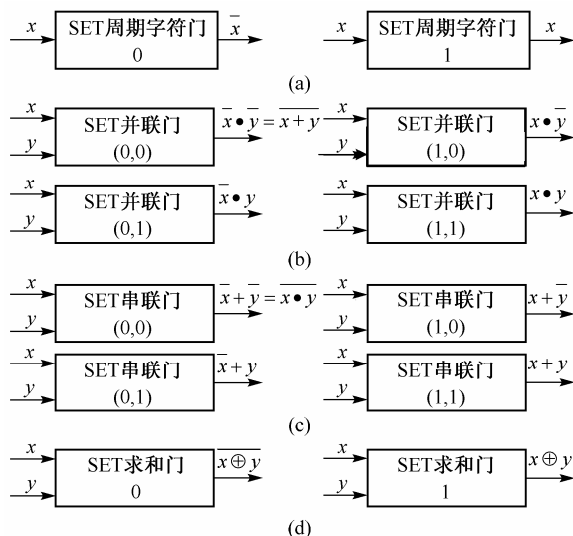 x SET周期字符门 0 x̅
x SET周期字符门 1 x
(a)
x y SET并联门 (0,0) x̅•y̅=\overline{x+y}
x y SET并联门 (1,0) x•y̅
x y SET并联门 (0,1) x̅•y
x y SET并联门 (1,1) x•y
(b)
x y SET串联门 (0,0) x̅+y̅=\overline{x•y}
x y SET串联门 (1,0) x+y̅
x y SET串联门 (0,1) x̅+y
x y SET串联门 (1,1) x+y
(c)
x y SET求和门 0 \overline{x⊕y}
x y SET求和门 1 x⊕y
(d)